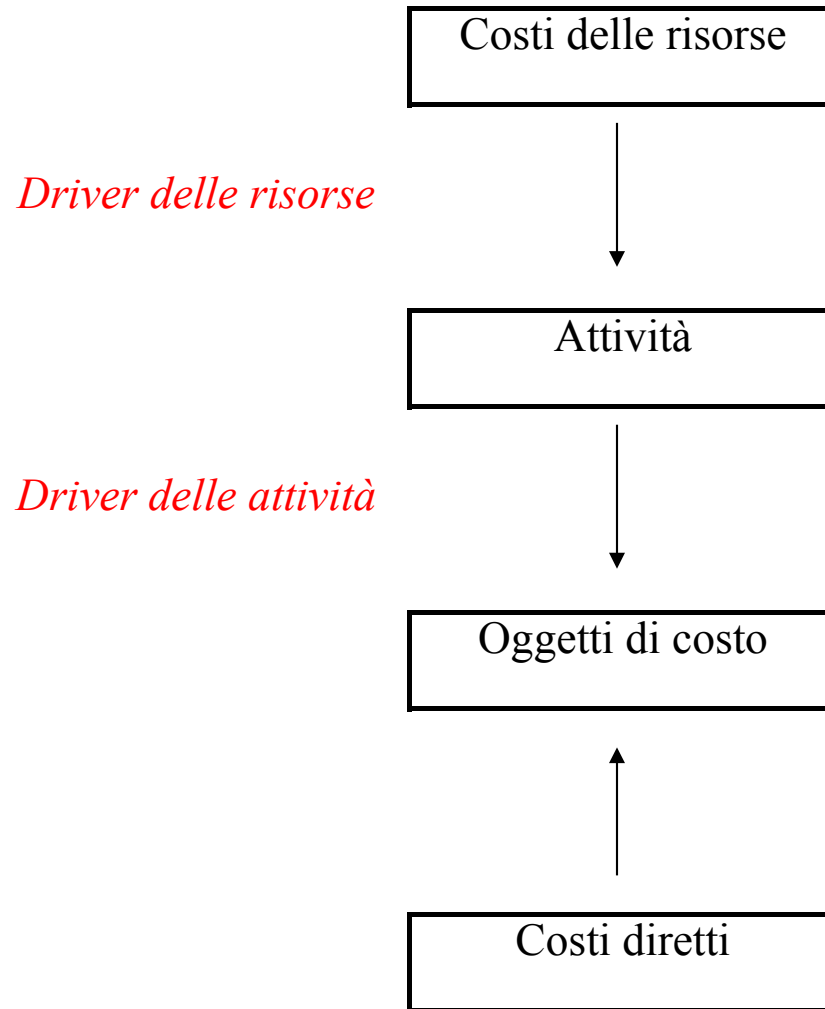 Costi delle risorse
Driver delle risorse
Attività
Driver delle attività
Oggetti di costo
Costi diretti